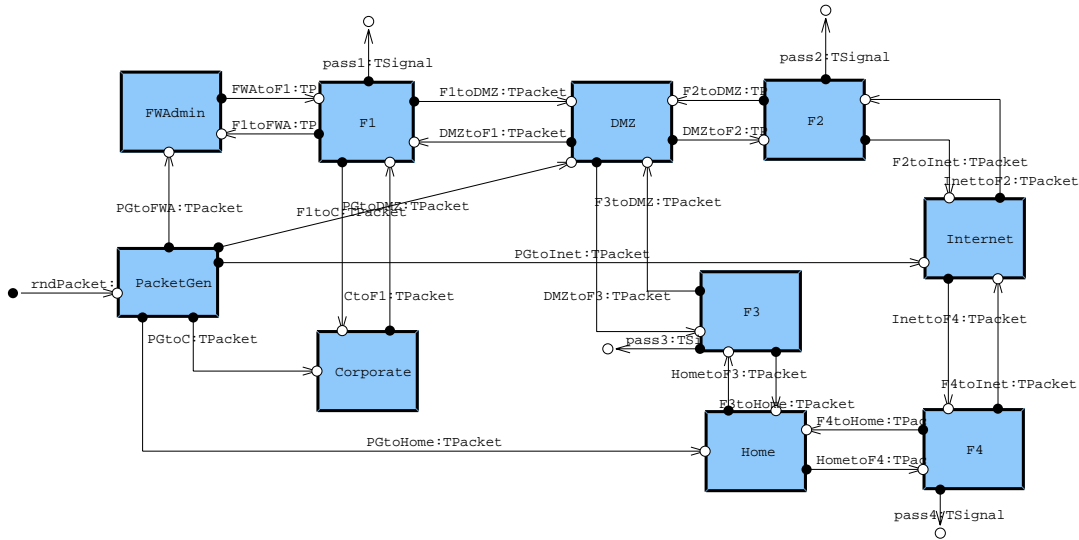 pass1:TSignal
pass2:TSignal
FWAdmin
FWAtoF1:TP
F1toFWA:TP
F1
F1toDMZ:TPacket
DMZtoF1:TPacket
DMZ
F2toDMZ:TP
DMZtoF2:TP
F2
F2toInet:TPacket
InettoF2:TPacket
PGtoFWA:TPacket
F1toC:TPacket
PGtoDMZ:TPacket
F3toDMZ:TPacket
Internet
PGtoInet:TPacket
rndPacket:
PacketGen
CtoF1:TPacket
DMZtoF3:TPacket
F3
InettoF4:TPacket
PGtoC:TPacket
pass3:TSi
Corporate
HometoF3:TPacket
F4toInet:TPacket
F3toHome:TPacket
F4toHome:TPac
PGtoHome:TPacket
Home
F4
HometoF4:TPac
pass4:TSignal